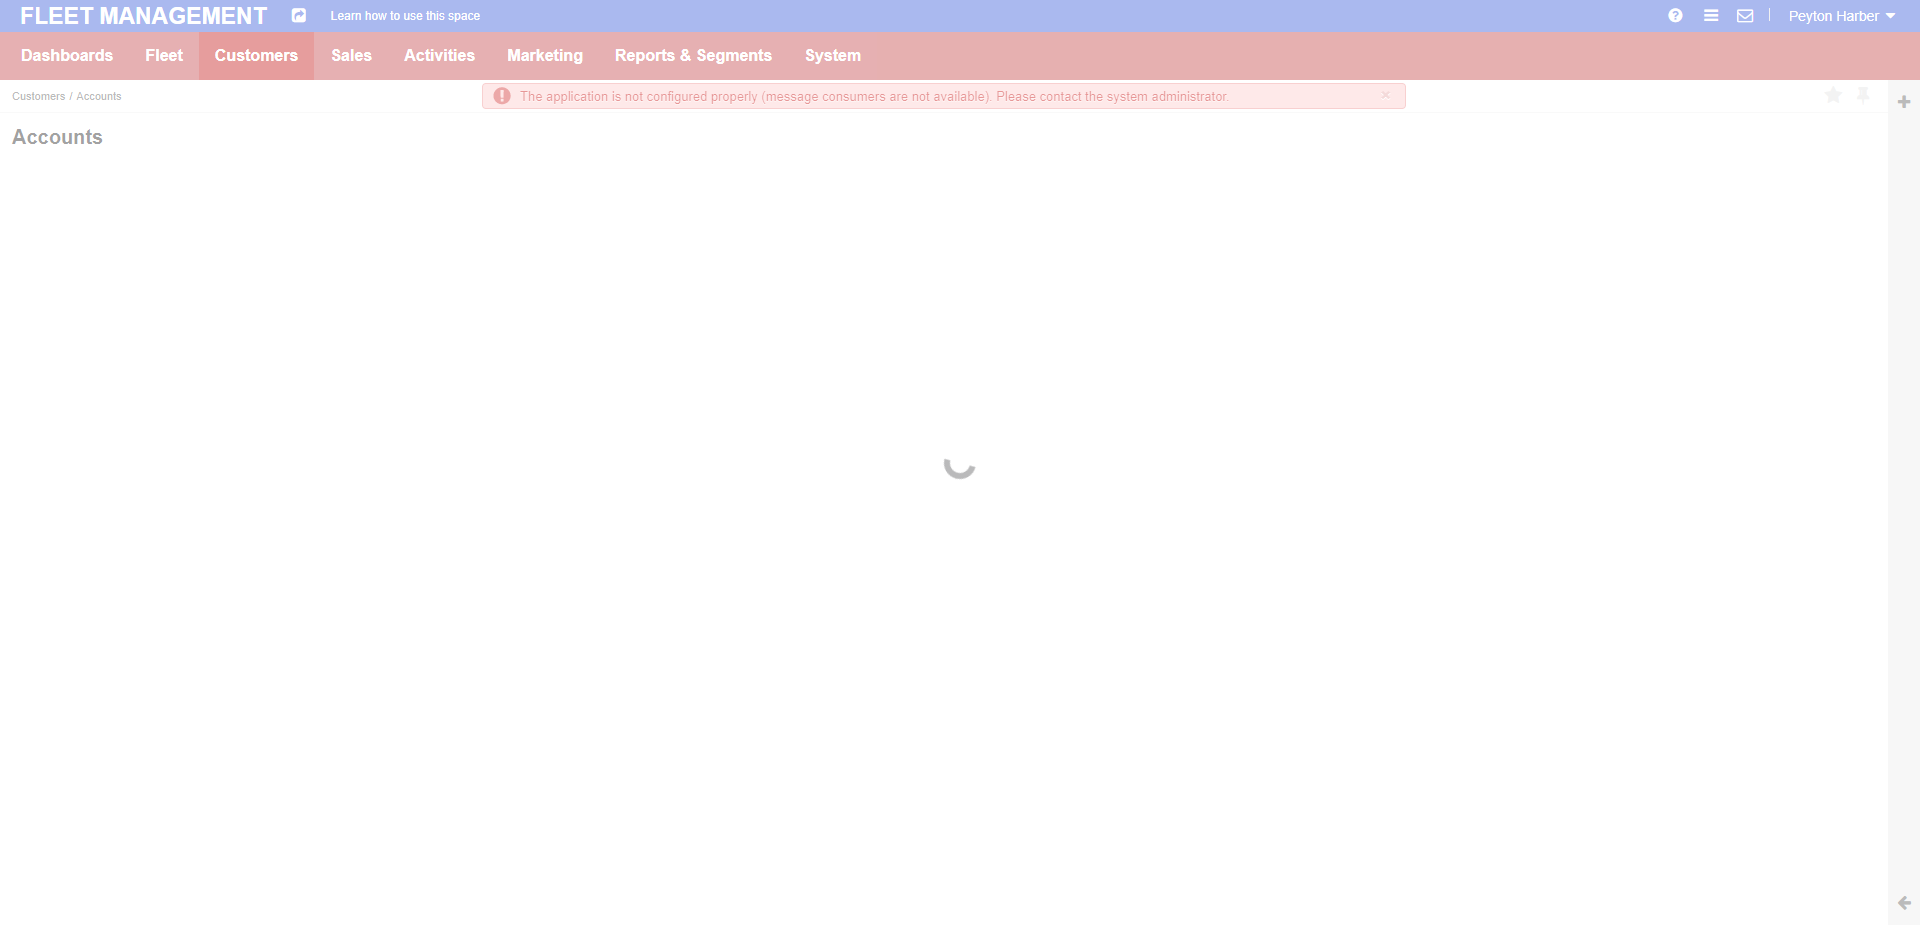 FLEET MANAGEMENT Learn how to use this space Peyton Harber
Dashboards Fleet Customers Sales Activities Marketing Reports & Segments System
Customers / Accounts The application is not configured properly (message consumers are not available). Please contact the system administrator.
Accounts